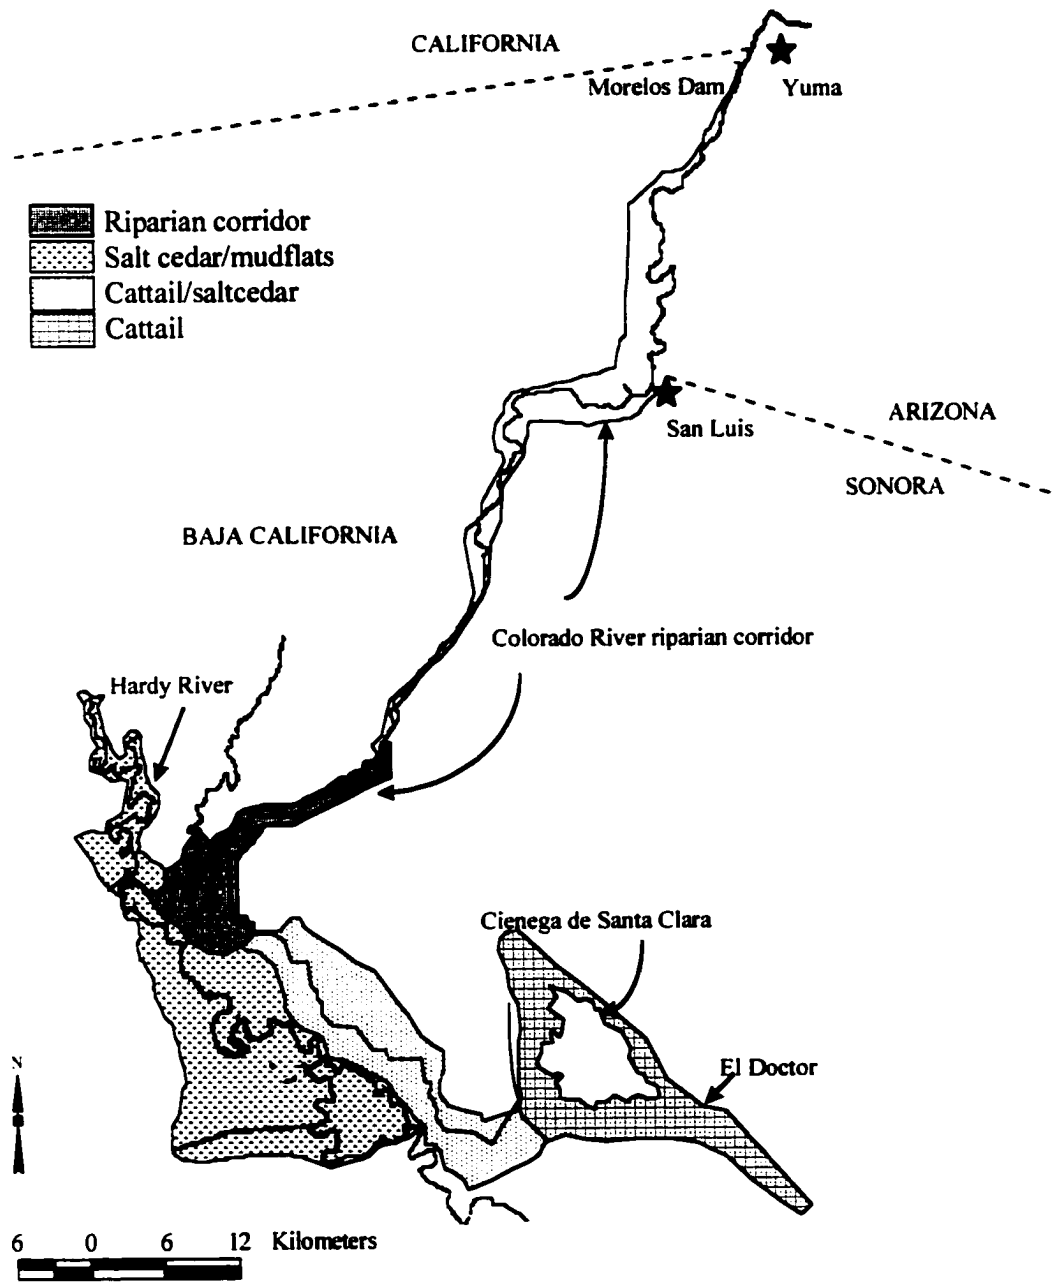 CALIFORNIA
Morelos Dam
Yuma
Riparian corridor
Salt cedar/mudflats
Cattail/saltcedar
Cattail
San Luis
ARIZONA
SONORA
BAJA CALIFORNIA
Colorado River riparian corridor
Hardy River
Cienega de Santa Clara
El Doctor
N
6 0 6 12 Kilometers